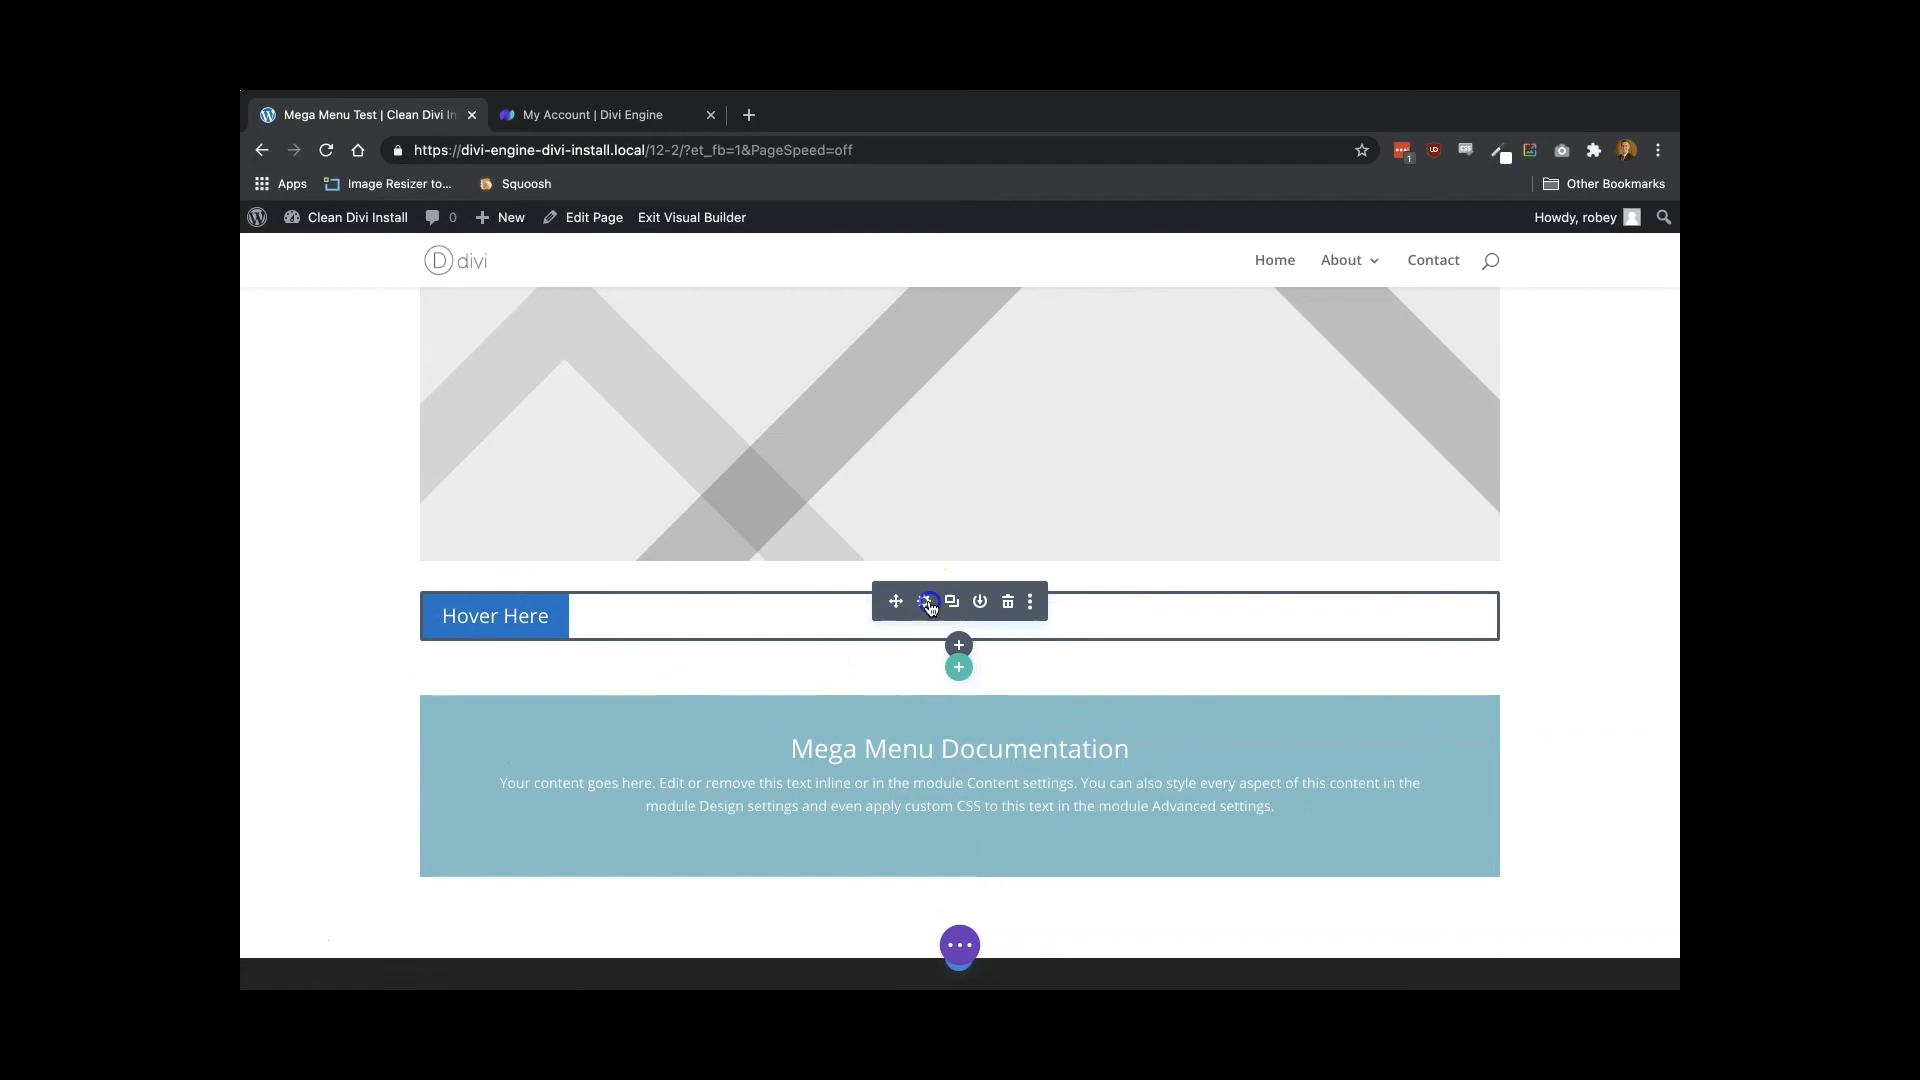 Mega Menu Test | Clean Divi In
My Account | Divi Engine
https://divi-engine-divi-install.local/12-2/?et_fb=1&PageSpeed=off
1
Apps
Image Resizer to...
Squoosh
Other Bookmarks
Clean Divi Install
0
New
Edit Page
Exit Visual Builder
Howdy, robey
D divi
Home
About
Contact
Hover Here
Mega Menu Documentation
Your content goes here. Edit or remove this text inline or in the module Content settings. You can also style every aspect of this content in the
module Design settings and even apply custom CSS to this text in the module Advanced settings.